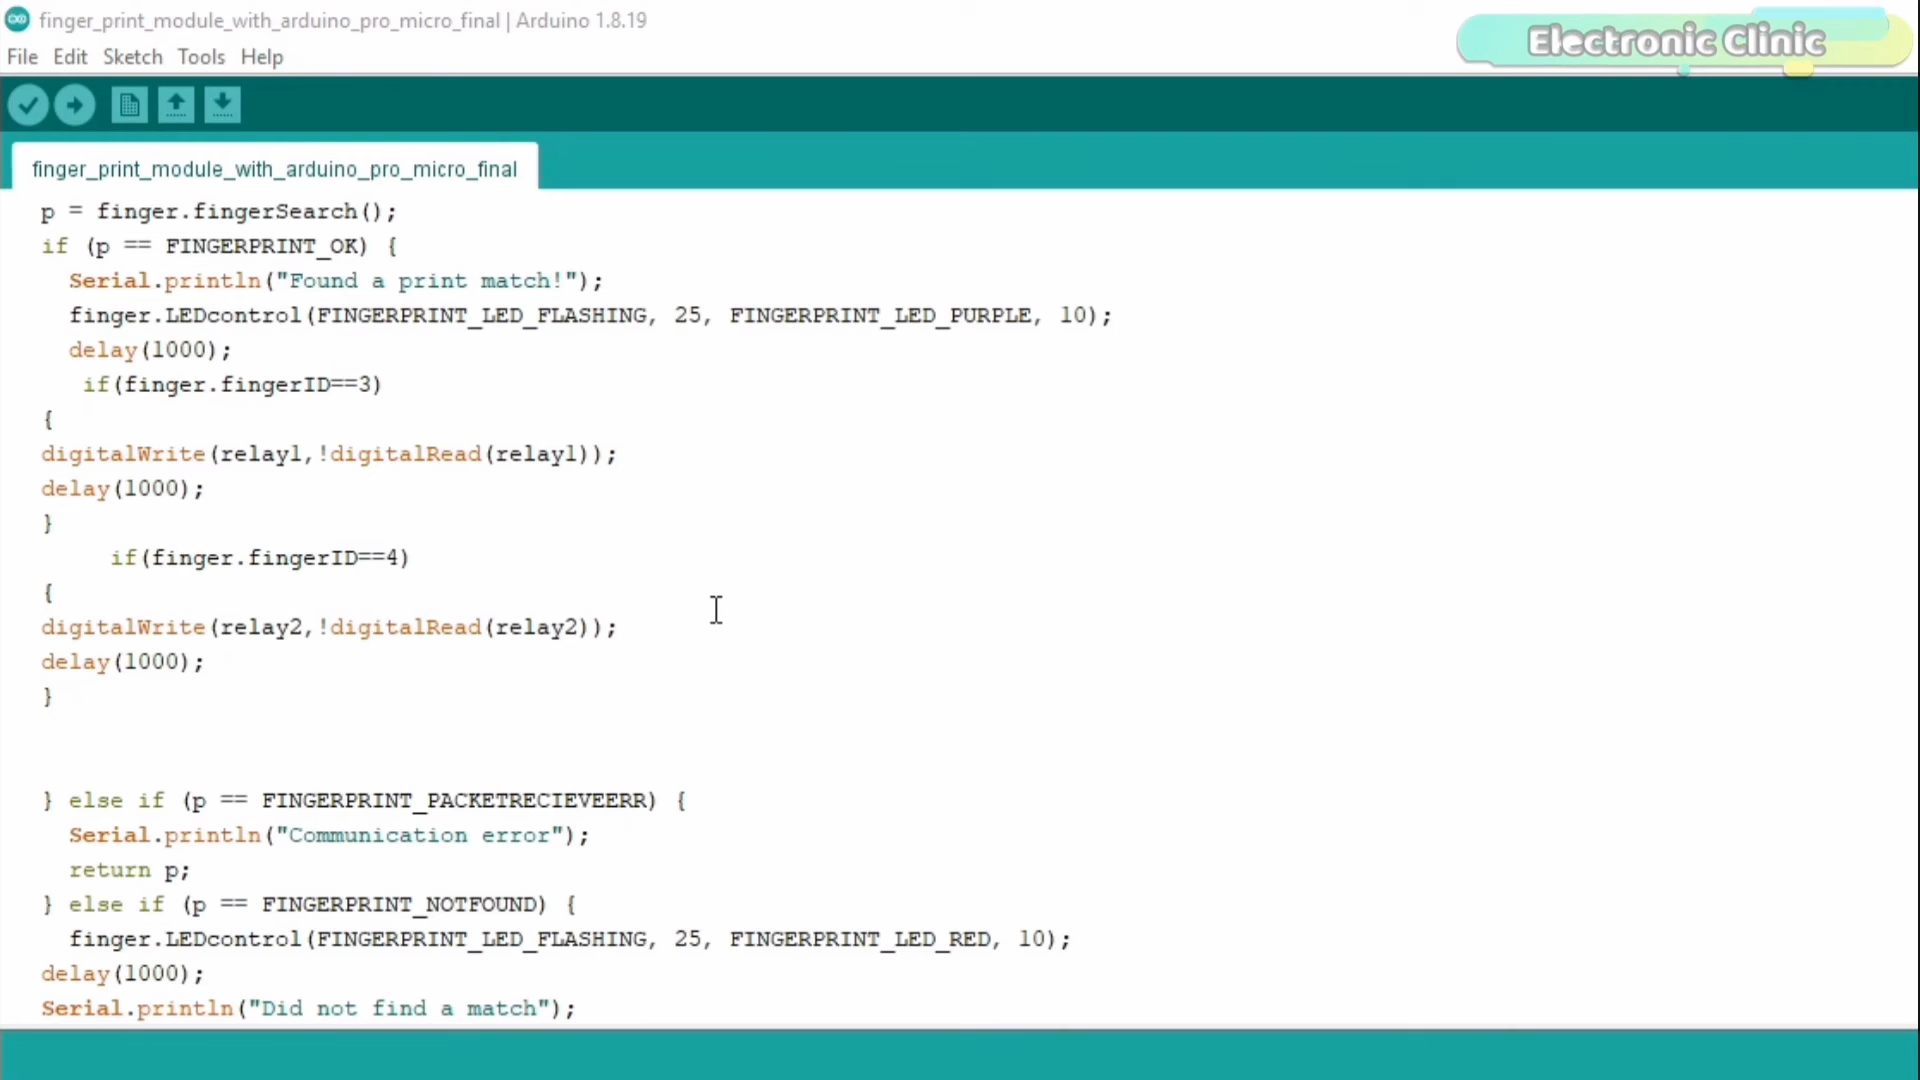 finger_print_module_with_arduino_pro_micro_final | Arduino 1.8.19
Electronic Clinic
File Edit Sketch Tools Help
finger_print_module_with_arduino_pro_micro_final
p = finger.fingerSearch();
if (p == FINGERPRINT_OK) {
Serial.println("Found a print match!");
finger.LEDcontrol(FINGERPRINT_LED_FLASHING, 25, FINGERPRINT_LED_PURPLE, 10);
delay(1000);
if(finger.fingerID==3)
{
digitalWrite(relay1,!digitalRead(relay1));
delay(1000);
}
if(finger.fingerID==4)
{
digitalWrite(relay2,!digitalRead(relay2));
delay(1000);
}
} else if (p == FINGERPRINT_PACKETRECIEVEERR) {
Serial.println("Communication error");
return p;
} else if (p == FINGERPRINT_NOTFOUND) {
finger.LEDcontrol(FINGERPRINT_LED_FLASHING, 25, FINGERPRINT_LED_RED, 10);
delay(1000);
Serial.println("Did not find a match");